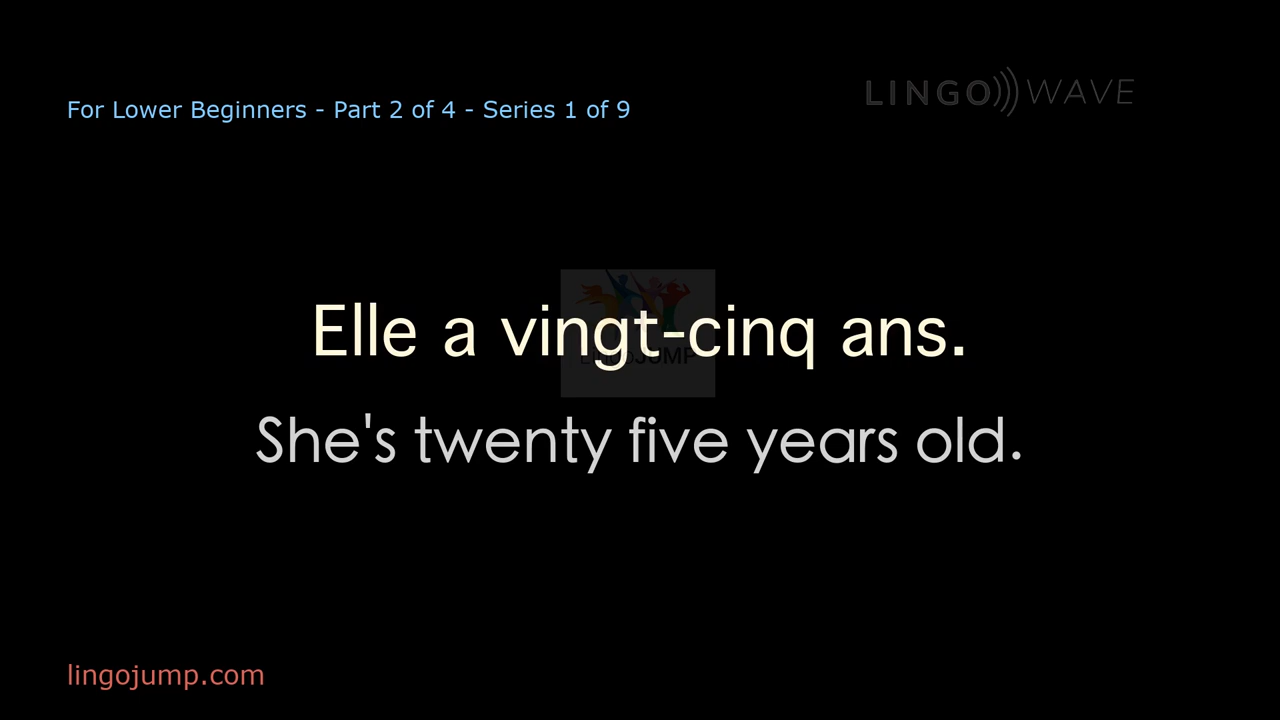 For Lower Beginners - Part 2 of 4 - Series 1 of 9
LINGO WAVE
Elle a vingt-cinq ans.
LingoJUMP
She's twenty five years old.
lingojump.com